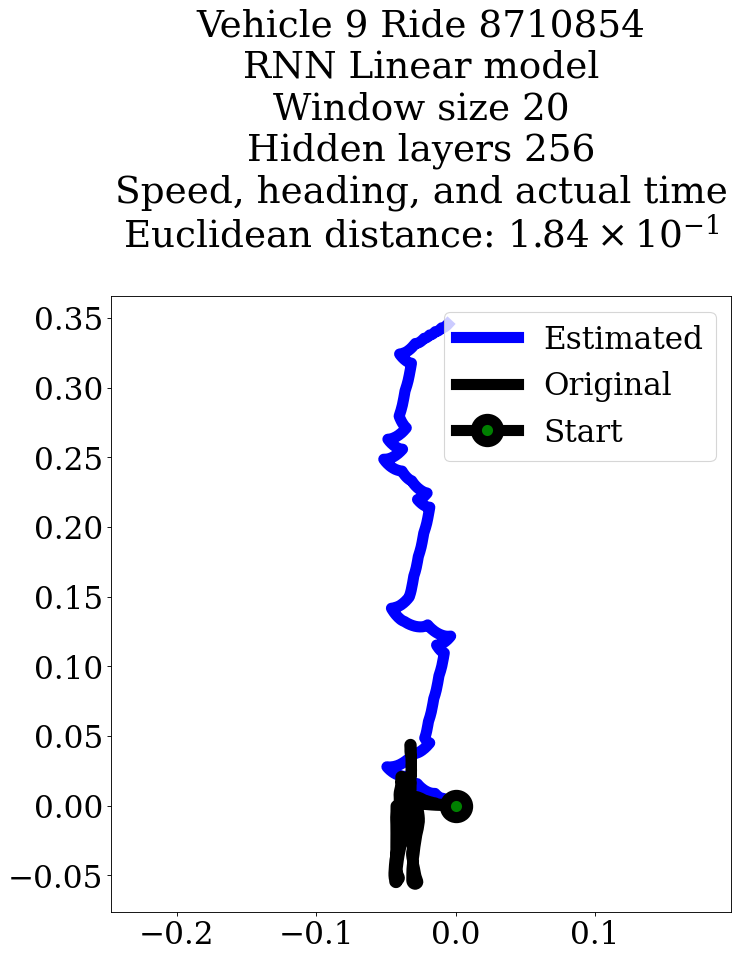 Vehicle 9 Ride 8710854
RNN Linear model
Window size 20
Hidden layers 256
Speed, heading, and actual time
Euclidean distance: 1.84 × 10⁻¹
Estimated
Original
Start
0.35
0.30
0.25
0.20
0.15
0.10
0.05
0.00
−0.05
−0.2 −0.1 0.0 0.1